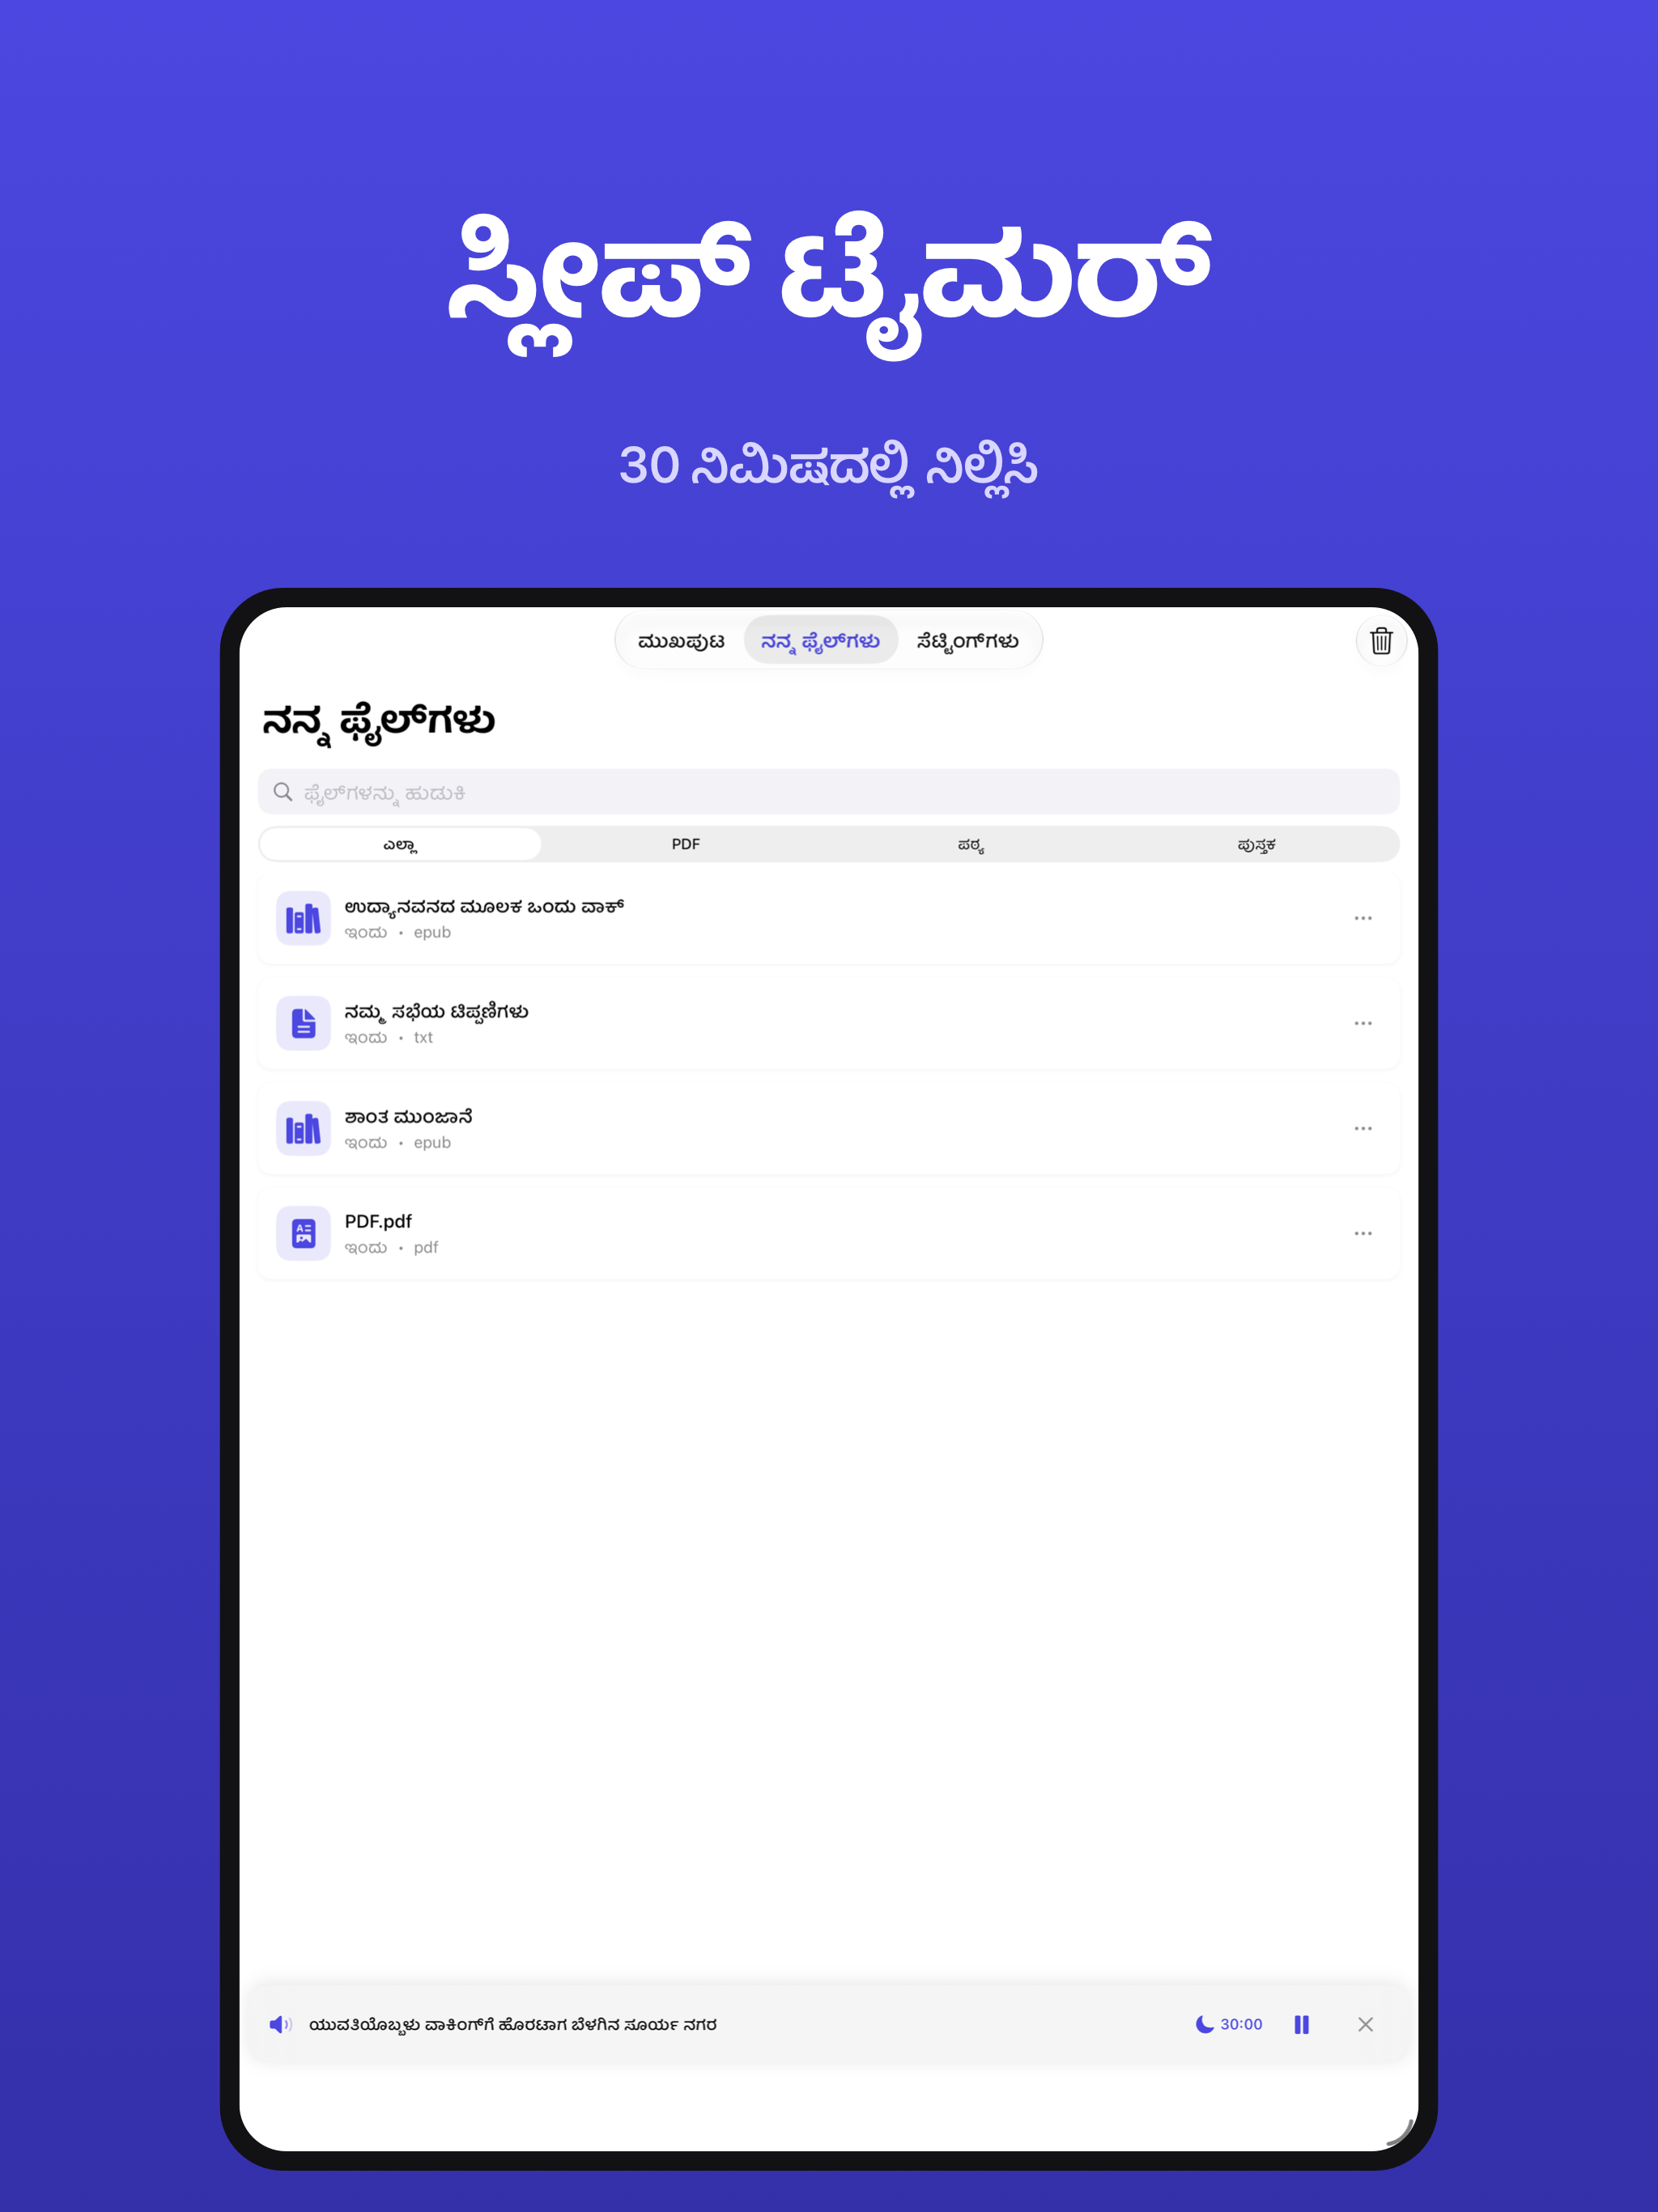 ಸ್ಲೀಪ್ ಟೈಮರ್
30 ನಿಮಿಷದಲ್ಲಿ ನಿಲ್ಲಿಸಿ
ಮುಖಪುಟ ನನ್ನ ಫೈಲ್‌ಗಳು ಸೆಟ್ಟಿಂಗ್‌ಗಳು
ನನ್ನ ಫೈಲ್‌ಗಳು
ಫೈಲ್‌ಗಳನ್ನು ಹುಡುಕಿ
ಎಲ್ಲಾ PDF ಪಠ್ಯ ಪುಸ್ತಕ
ಉದ್ಯಾನವನದ ಮೂಲಕ ಒಂದು ವಾಕ್
ಇಂದು • epub
ನಮ್ಮ ಸಭೆಯ ಟಿಪ್ಪಣಿಗಳು
ಇಂದು • txt
ಶಾಂತ ಮುಂಜಾನೆ
ಇಂದು • epub
PDF.pdf
ಇಂದು • pdf
ಯುವತಿಯೊಬ್ಬಳು ವಾಕಿಂಗ್‌ಗೆ ಹೊರಟಾಗ ಬೆಳಗಿನ ಸೂರ್ಯ ನಗರ 30:00